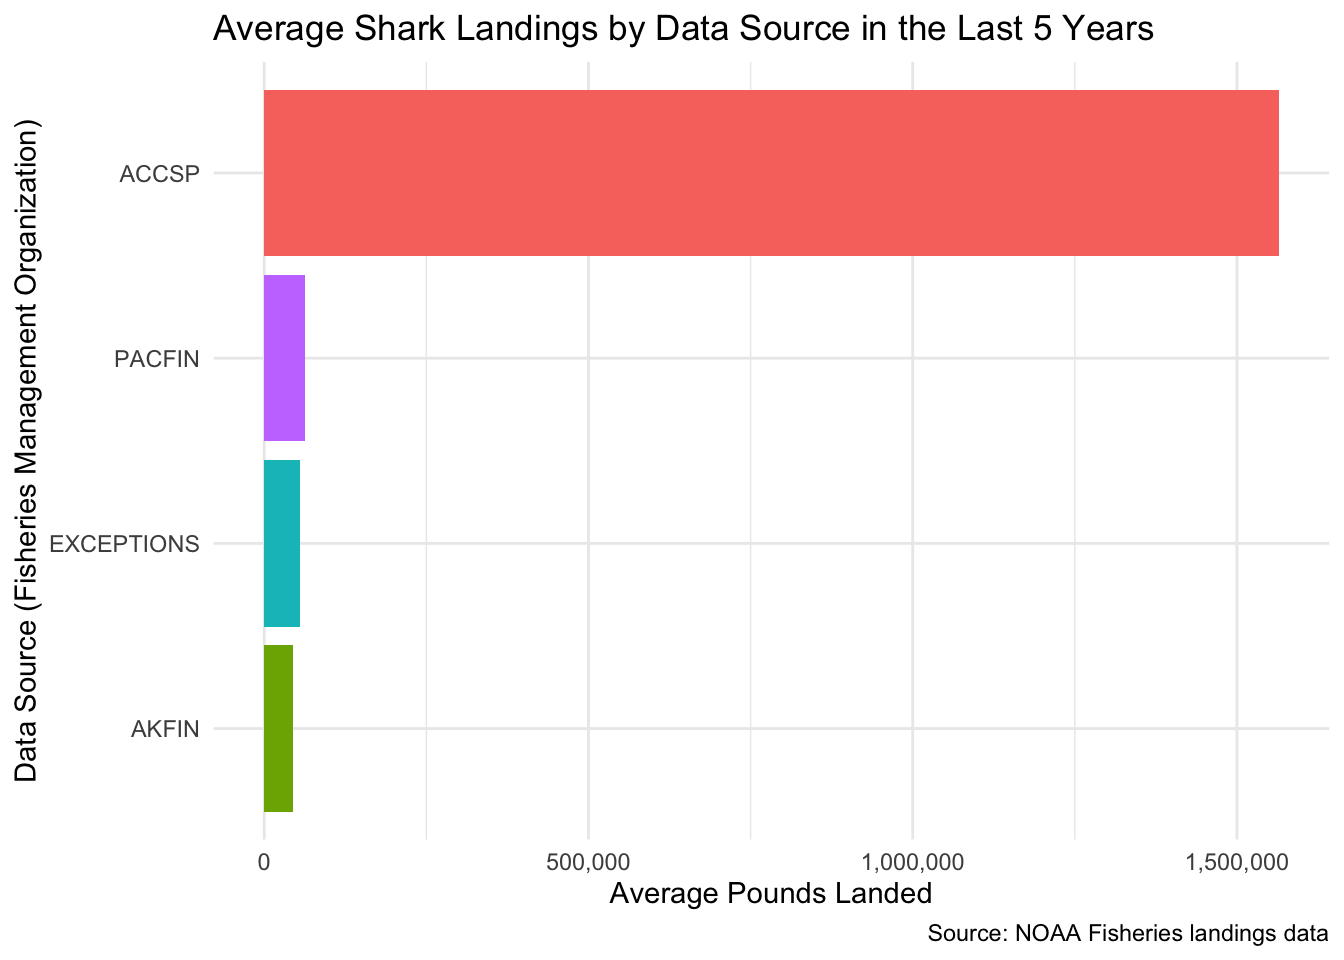 Average Shark Landings by Data Source in the Last 5 Years
Data Source (Fisheries Management Organization)
ACCSP
PACFIN
EXCEPTIONS
AKFIN
0
500,000
1,000,000
1,500,000
Average Pounds Landed
Source: NOAA Fisheries landings data